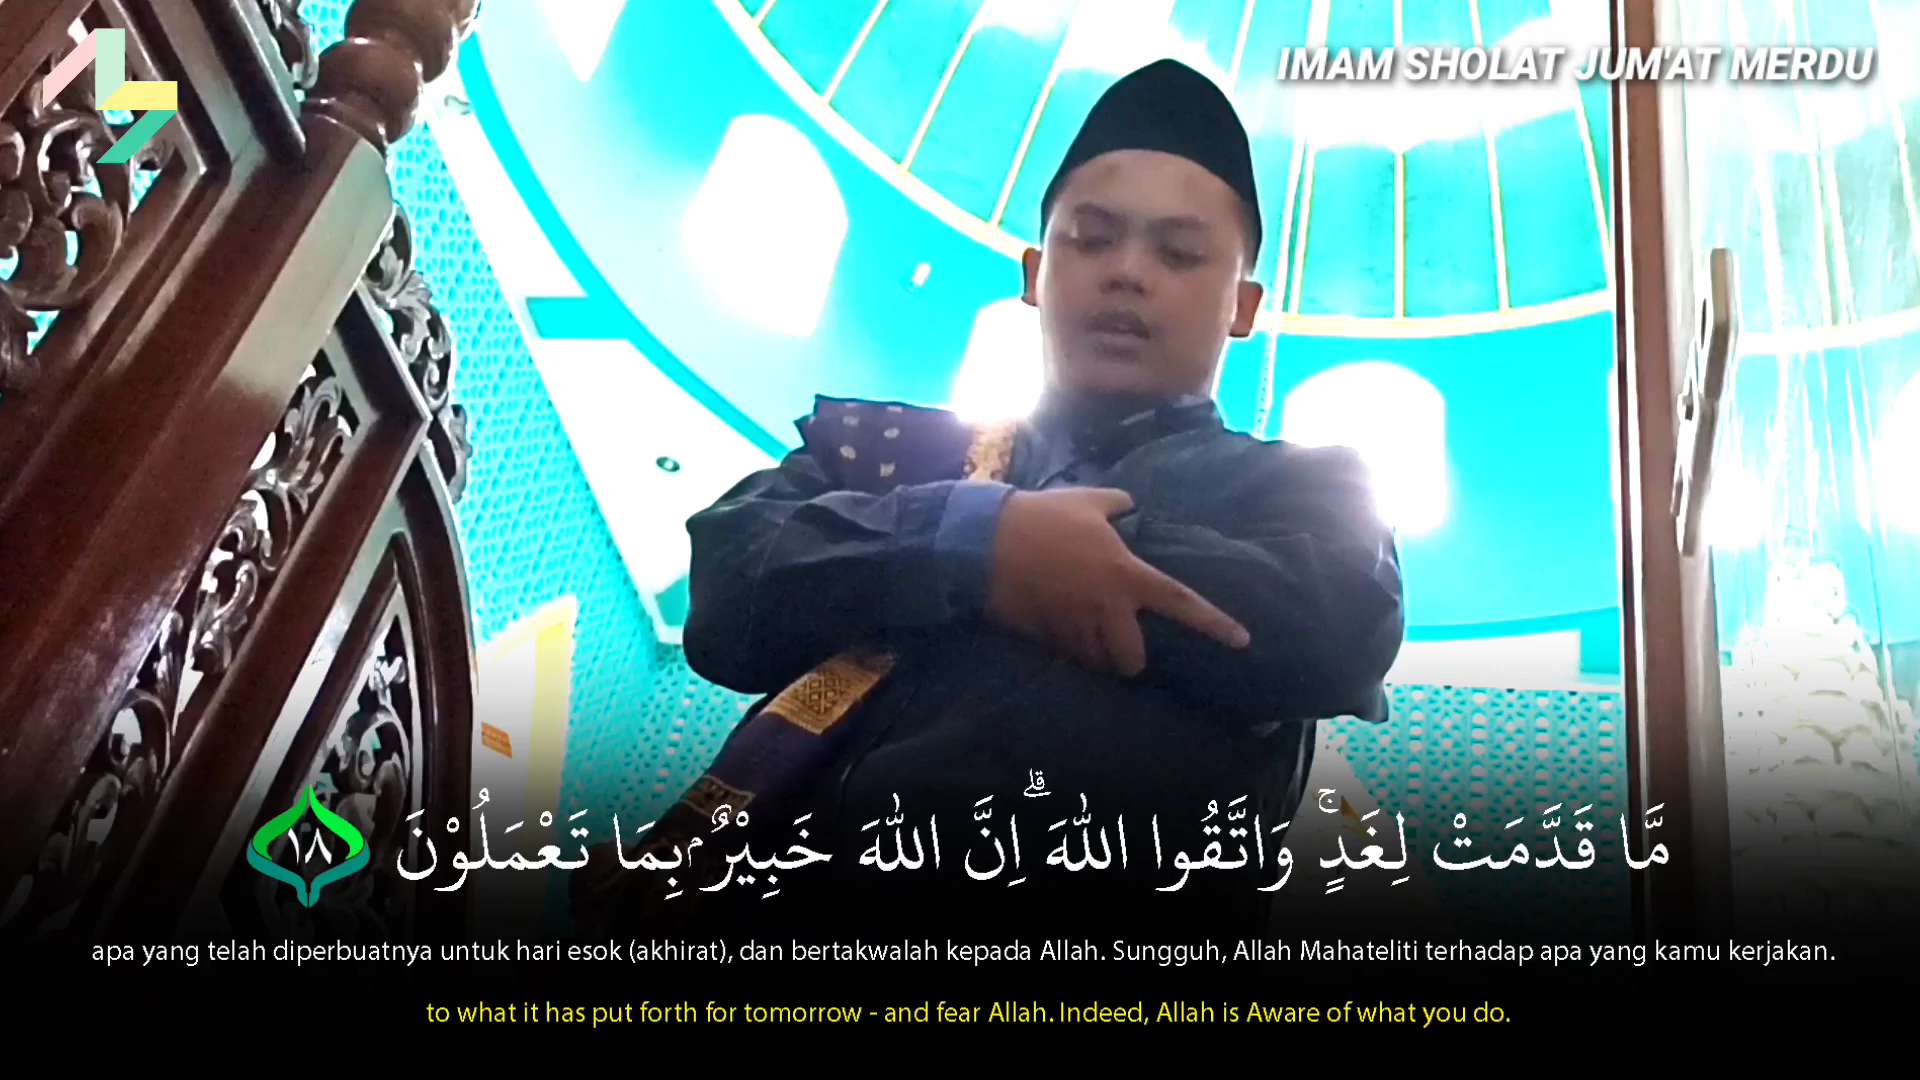 IMAM SHOLAT JUM'AT MERDU
مَّا قَدَّمَتْ لِغَدٍۚ وَاتَّقُوا اللّٰهَ ۗاِنَّ اللّٰهَ خَبِيْرٌ ۢبِمَا تَعْمَلُوْنَ ١٨
apa yang telah diperbuatnya untuk hari esok (akhirat), dan bertakwalah kepada Allah. Sungguh, Allah Mahateliti terhadap apa yang kamu kerjakan.
to what it has put forth for tomorrow - and fear Allah. Indeed, Allah is Aware of what you do.